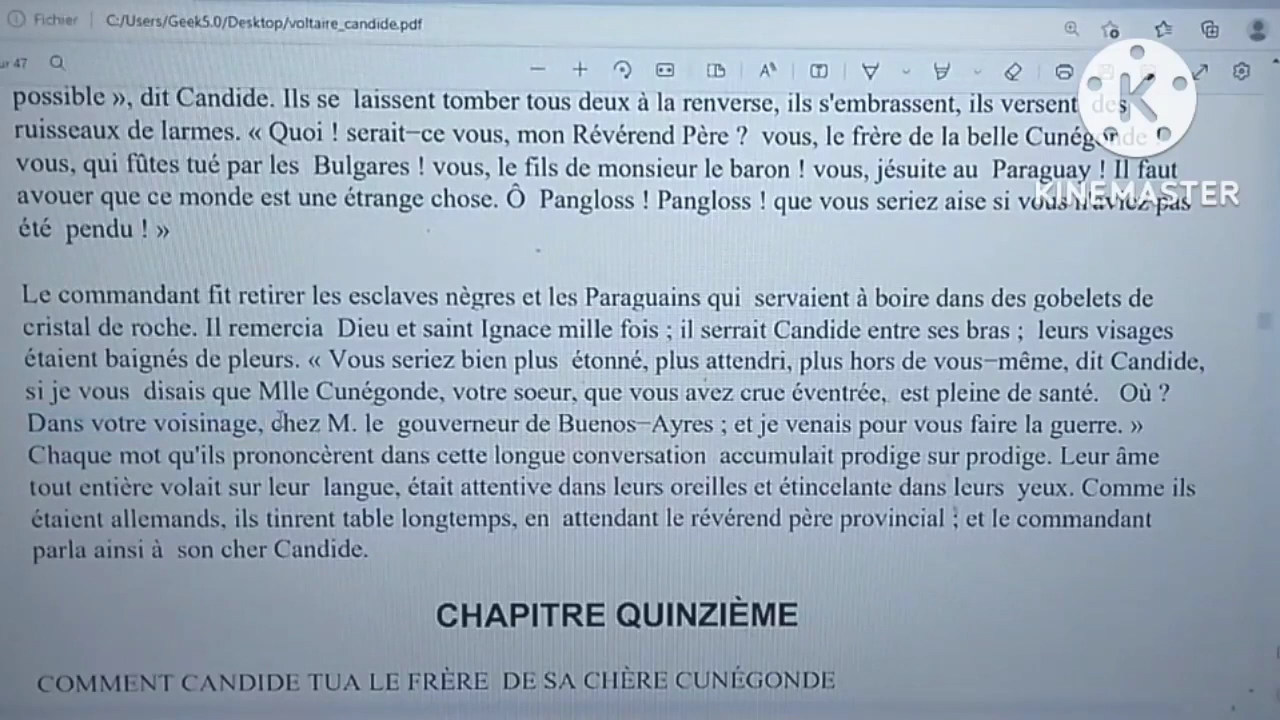 Fichier C:/Users/Geek5.0/Desktop/voltaire_candide.pdf
ur 47
possible », dit Candide. Ils se laissent tomber tous deux à la renverse, ils s'embrassent, ils versent des
ruisseaux de larmes. « Quoi ! serait-ce vous, mon Révérend Père ? vous, le frère de la belle Cunégonde !
vous, qui fûtes tué par les Bulgares ! vous, le fils de monsieur le baron ! vous, jésuite au Paraguay ! Il faut
KINEMASTER
avouer que ce monde est une étrange chose. Ô Pangloss ! Pangloss ! que vous seriez aise si vous n'aviez pas
été pendu ! »
Le commandant fit retirer les esclaves nègres et les Paraguains qui servaient à boire dans des gobelets de
cristal de roche. Il remercia Dieu et saint Ignace mille fois ; il serrait Candide entre ses bras ; leurs visages
étaient baignés de pleurs. « Vous seriez bien plus étonné, plus attendri, plus hors de vous-même, dit Candide,
si je vous disais que Mlle Cunégonde, votre soeur, que vous avez crue éventrée, est pleine de santé. Où ?
Dans votre voisinage, chez M. le gouverneur de Buenos-Ayres ; et je venais pour vous faire la guerre. »
Chaque mot qu'ils prononcèrent dans cette longue conversation accumulait prodige sur prodige. Leur âme
tout entière volait sur leur langue, était attentive dans leurs oreilles et étincelante dans leurs yeux. Comme ils
étaient allemands, ils tinrent table longtemps, en attendant le révérend père provincial ; et le commandant
parla ainsi à son cher Candide.
CHAPITRE QUINZIÈME
COMMENT CANDIDE TUA LE FRÈRE DE SA CHÈRE CUNÉGONDE